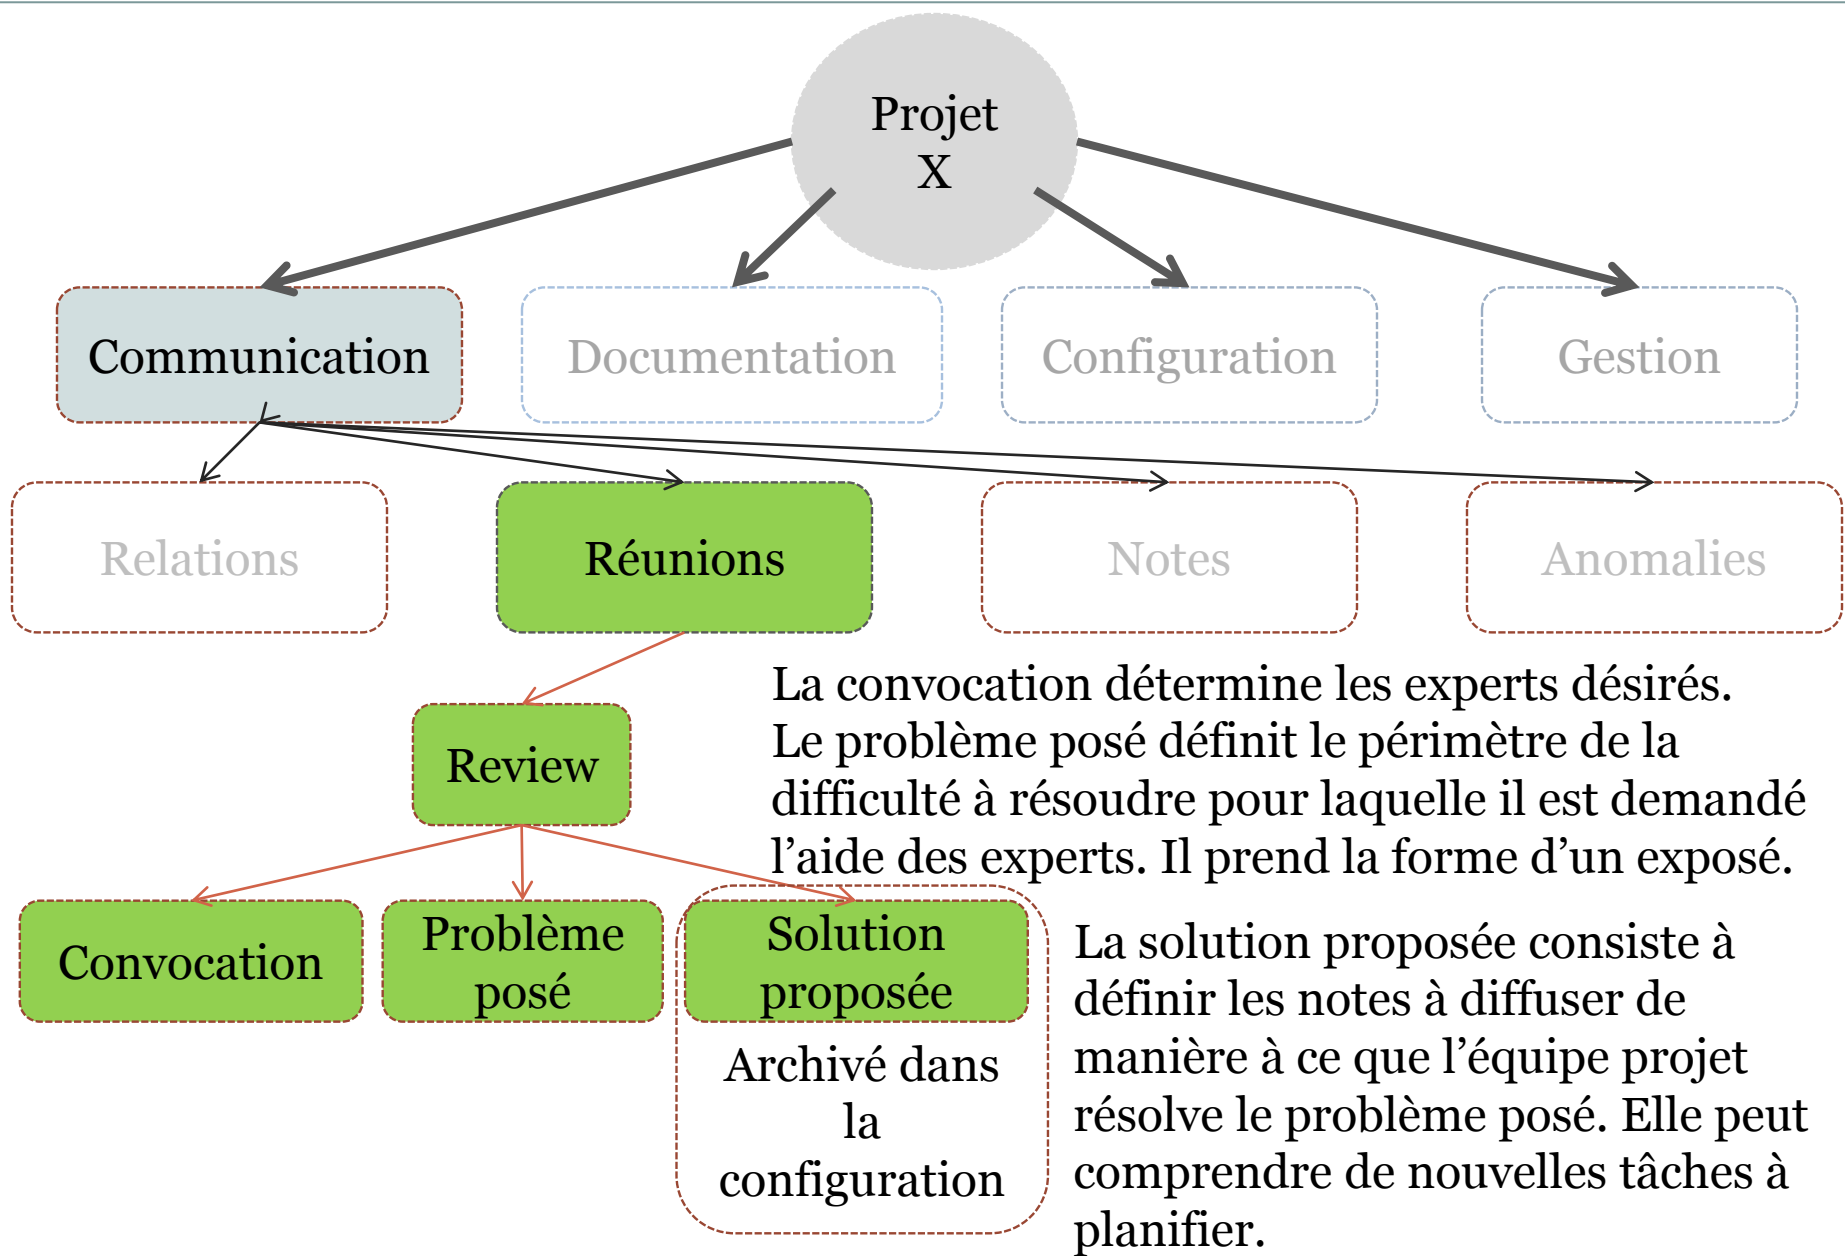 Projet
X
Communication
Documentation
Configuration
Gestion
Relations
Réunions
Notes
Anomalies
Review
La convocation détermine les experts désirés.
Le problème posé définit le périmètre de la
difficulté à résoudre pour laquelle il est demandé
l’aide des experts. Il prend la forme d’un exposé.
Convocation
Problème
posé
Solution
proposée
Archivé dans
la
configuration
La solution proposée consiste à
définir les notes à diffuser de
manière à ce que l’équipe projet
résolve le problème posé. Elle peut
comprendre de nouvelles tâches à
planifier.